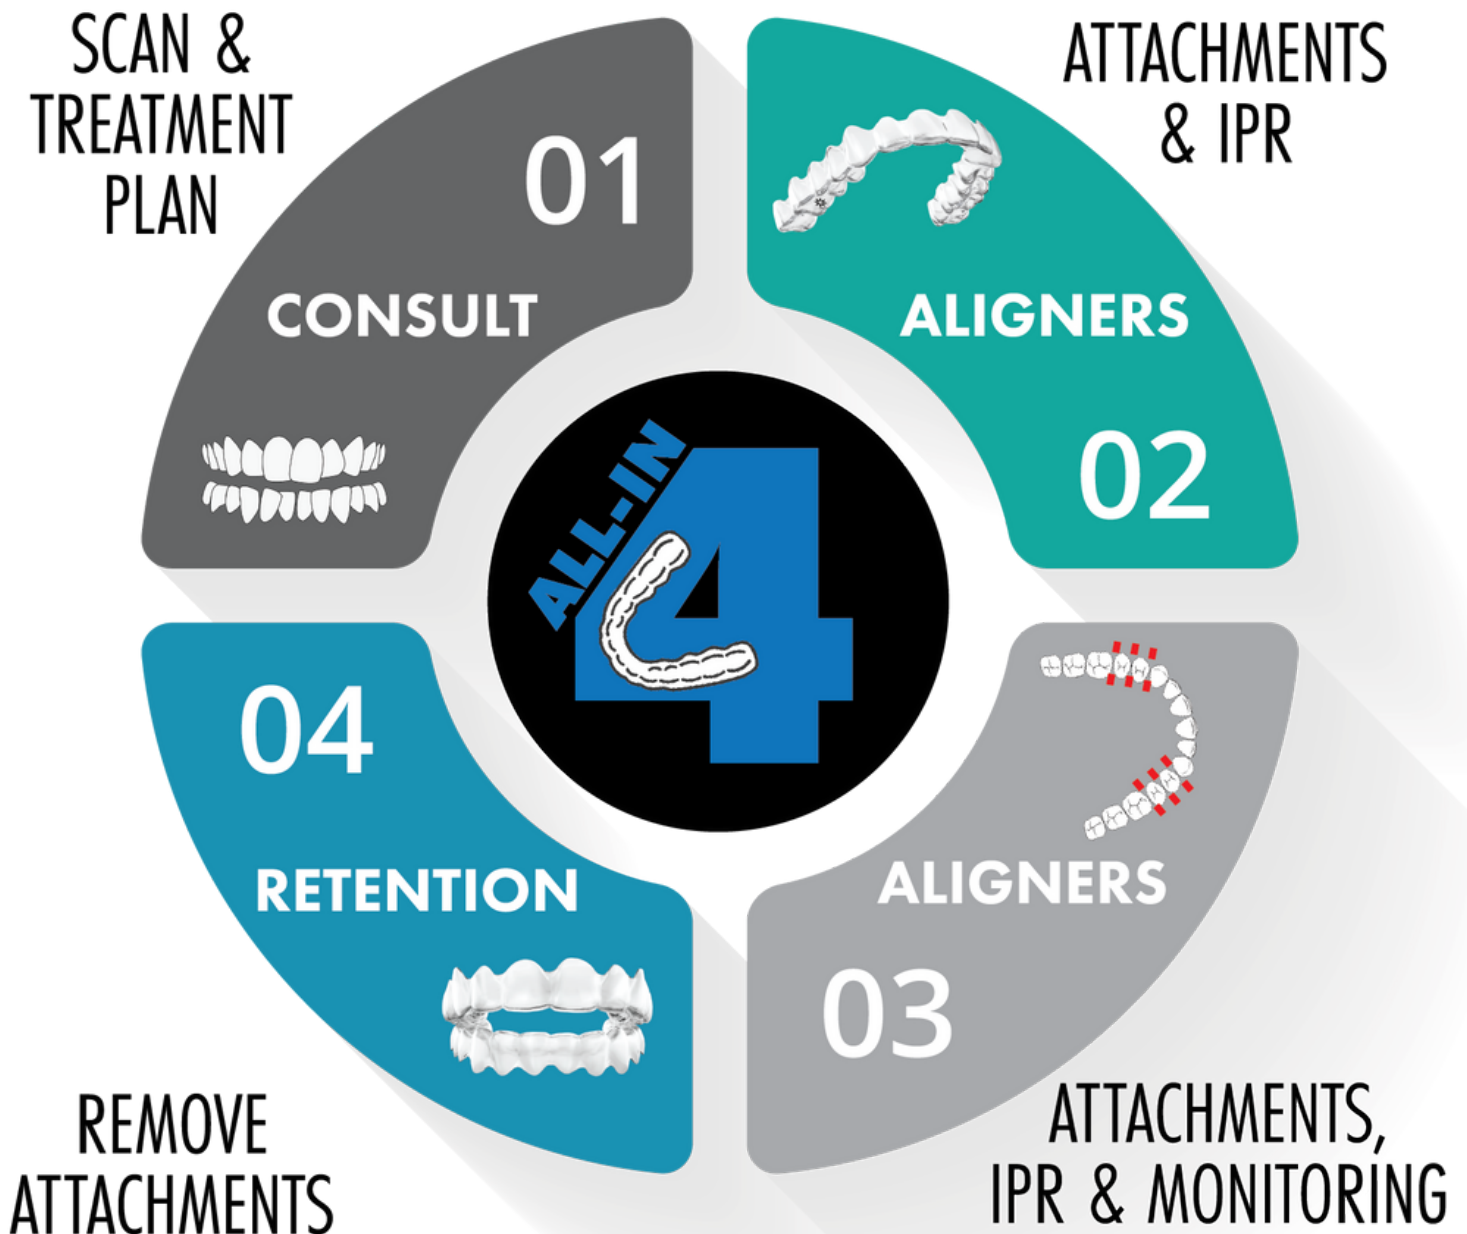 SCAN &
TREATMENT
PLAN
01
CONSULT
ATTACHMENTS
& IPR
ALIGNERS
02
ALL-IN
4
04
RETENTION
REMOVE
ATTACHMENTS
ALIGNERS
03
ATTACHMENTS,
IPR & MONITORING